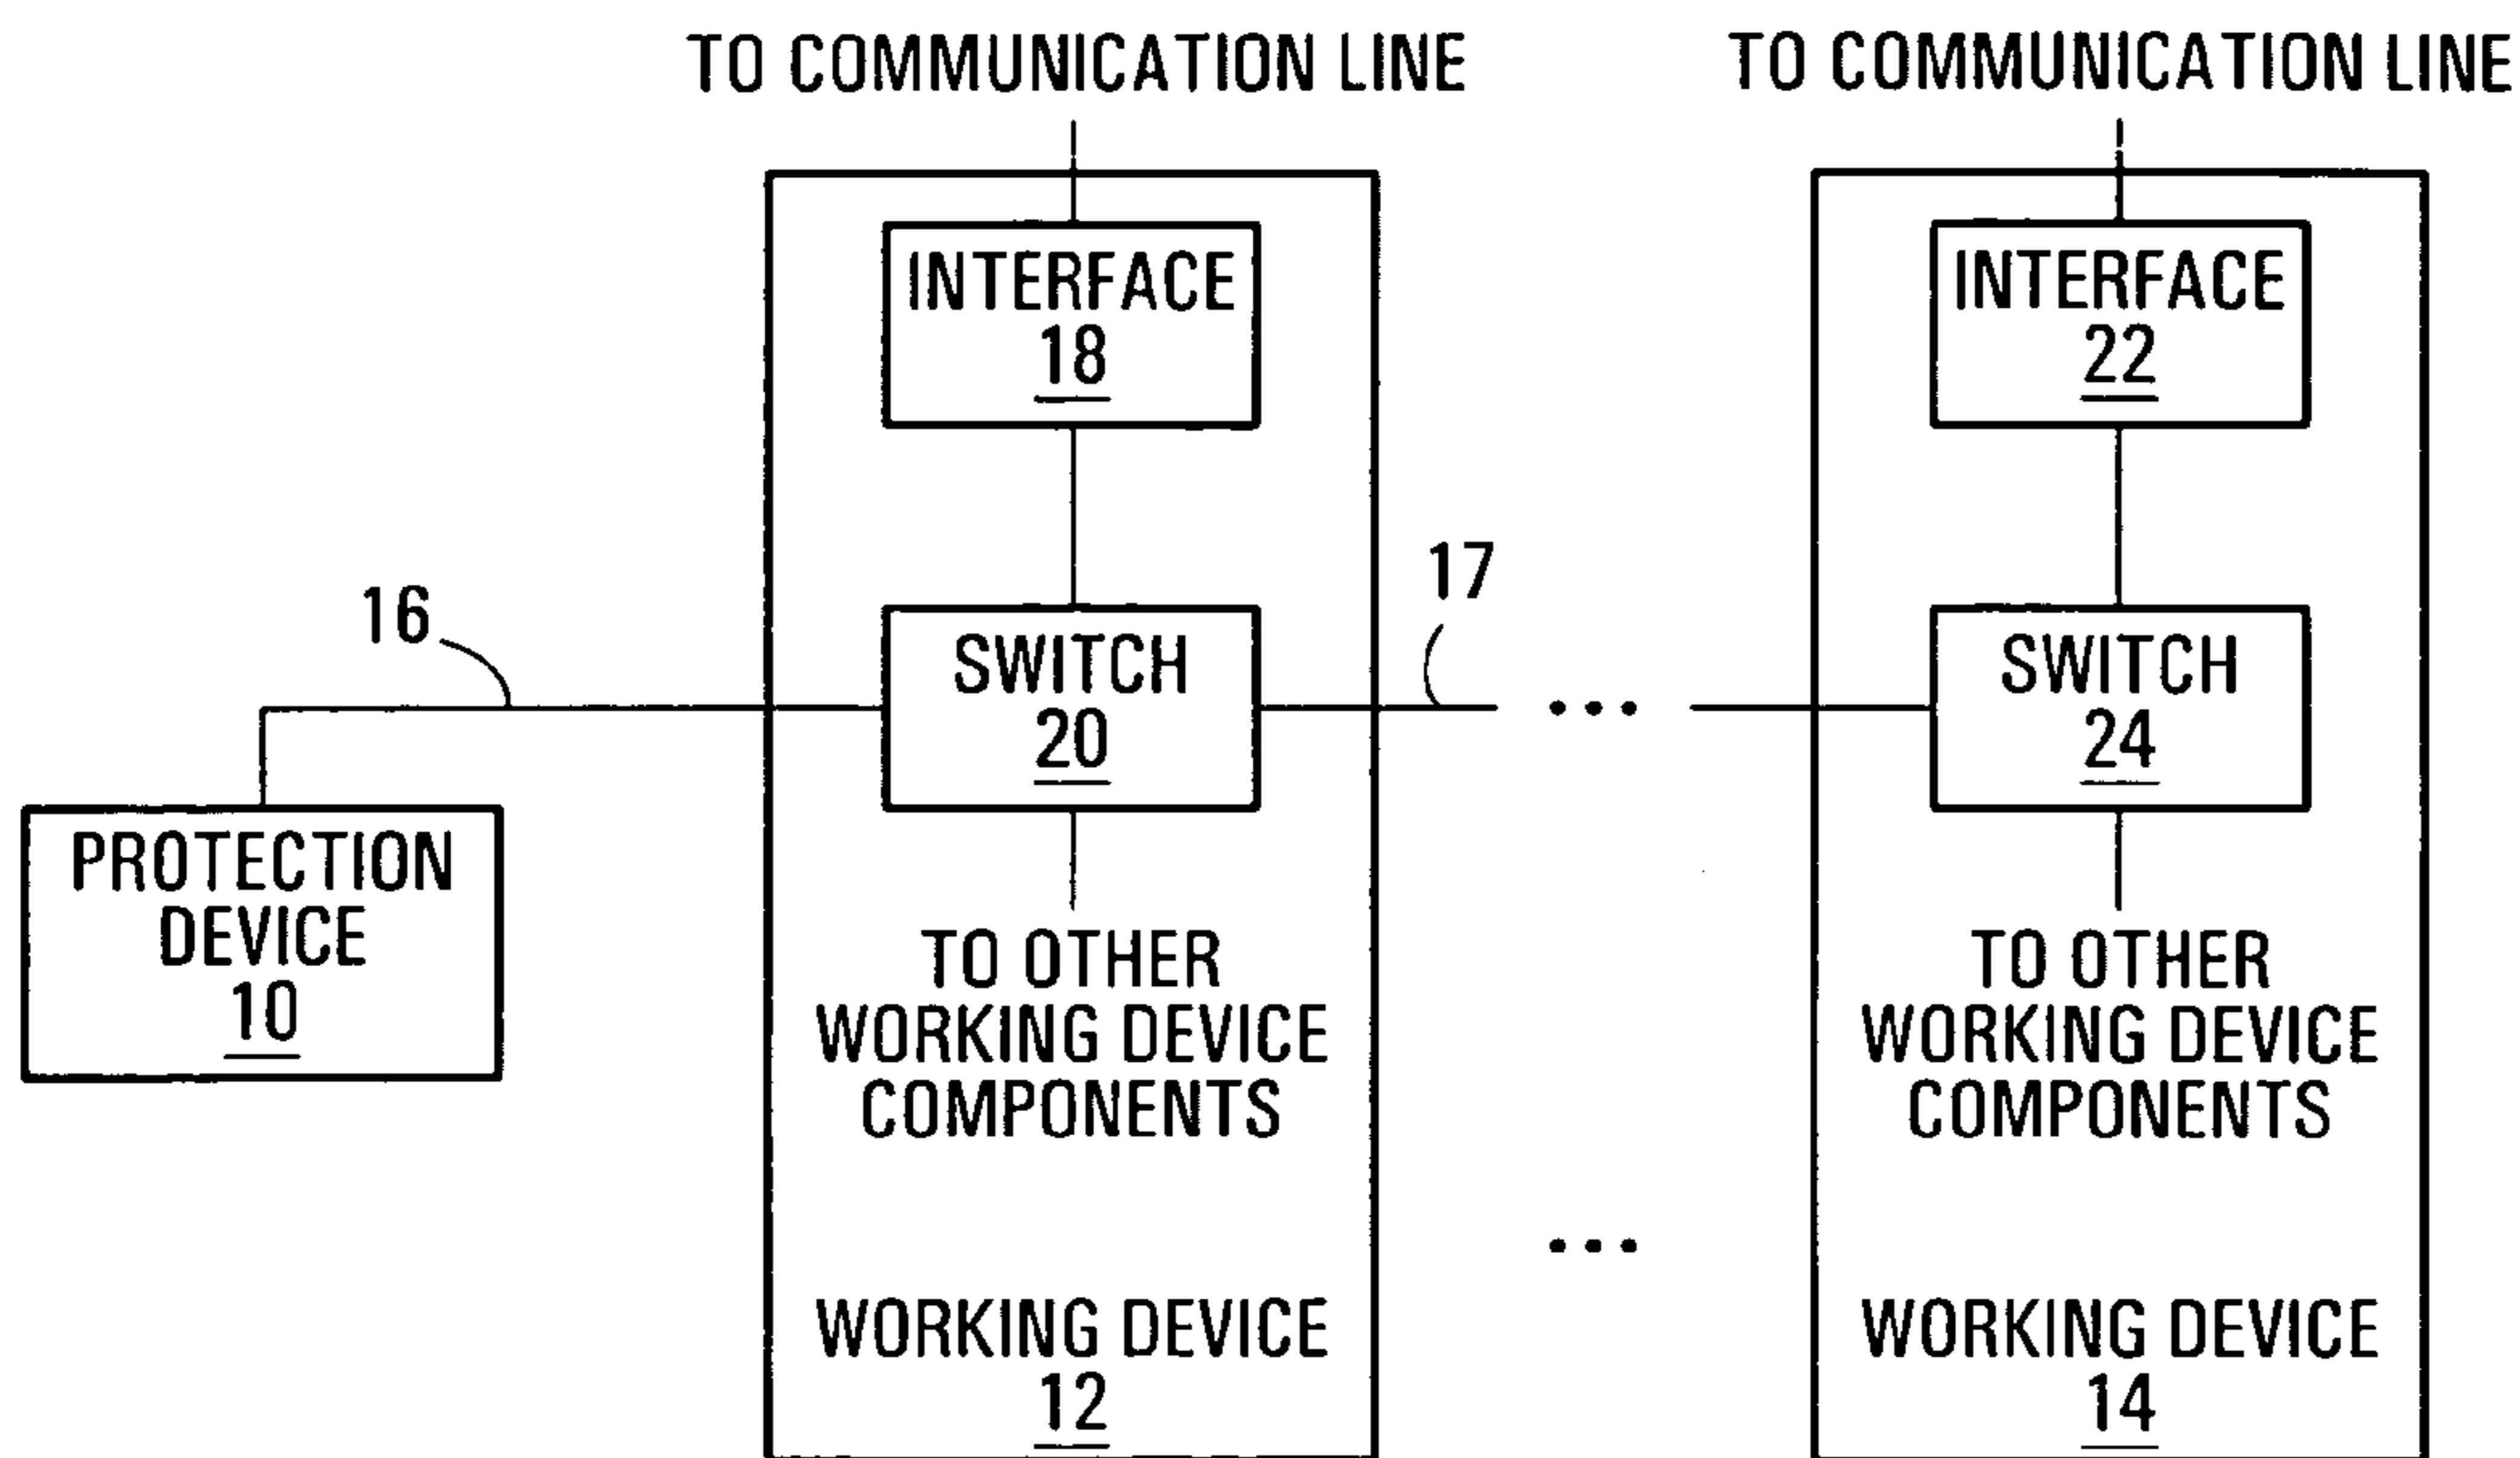 TO COMMUNICATION LINE
TO COMMUNICATION LINE
INTERFACE
18
INTERFACE
22
16
17
SWITCH
20
SWITCH
24
PROTECTION
DEVICE
10
TO OTHER
WORKING DEVICE
COMPONENTS
TO OTHER
WORKING DEVICE
COMPONENTS
WORKING DEVICE
12
WORKING DEVICE
14